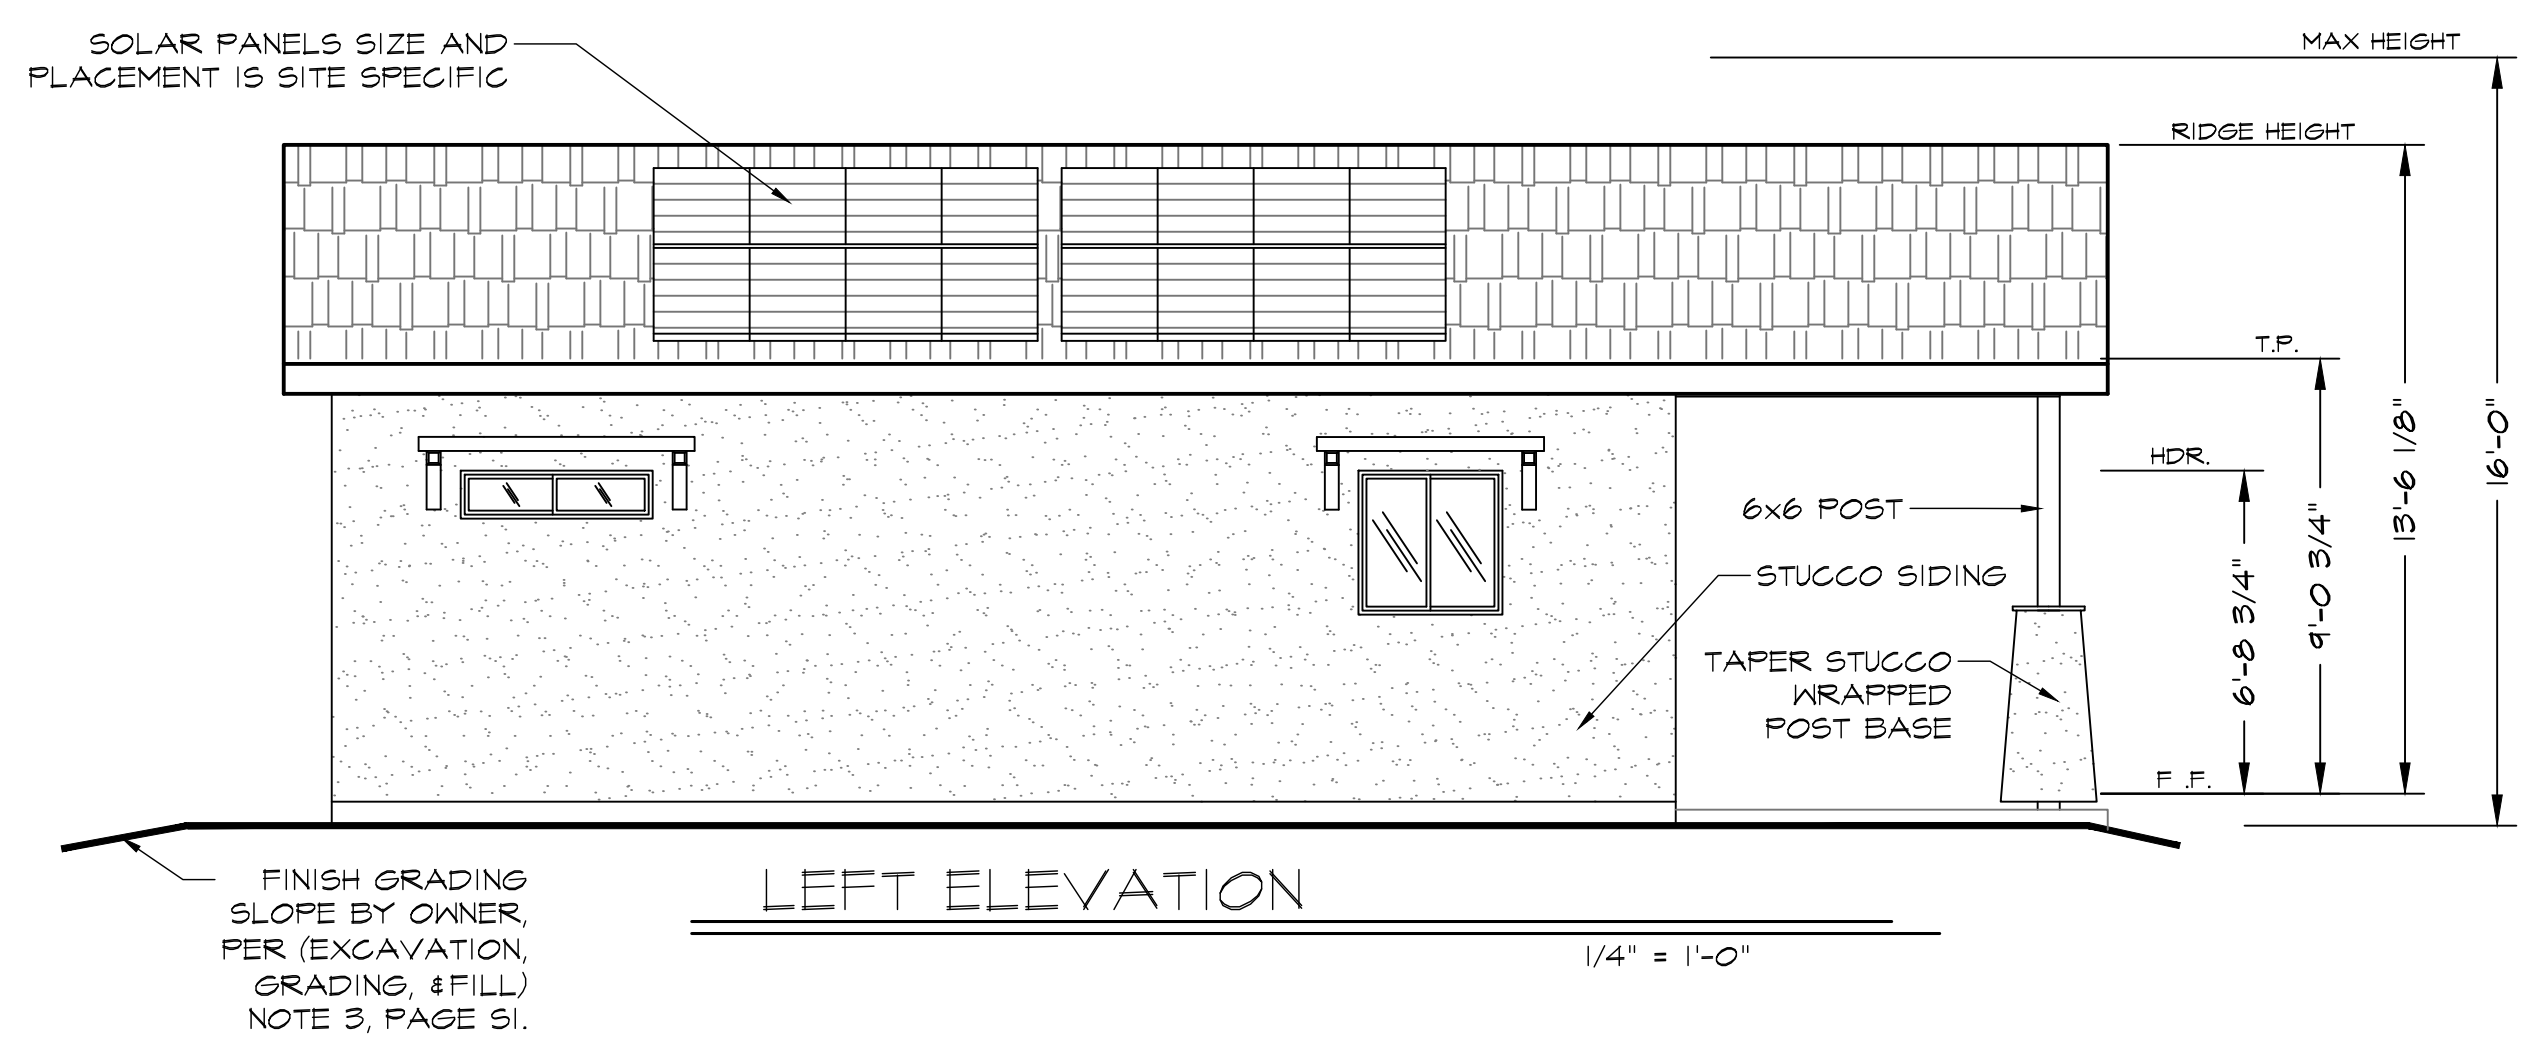 SOLAR PANELS SIZE AND
PLACEMENT IS SITE SPECIFIC
MAX HEIGHT
RIDGE HEIGHT
T.P.
HDR.
6x6 POST
STUCCO SIDING
TAPER STUCCO
WRAPPED
POST BASE
F .F.
6'-8 3/4"
9'-0 3/4"
13'-6 1/8"
16'-0"
FINISH GRADING
SLOPE BY OWNER,
PER (EXCAVATION,
GRADING, & FILL)
NOTE 3, PAGE S1.
LEFT ELEVATION
1/4" = 1'-0"